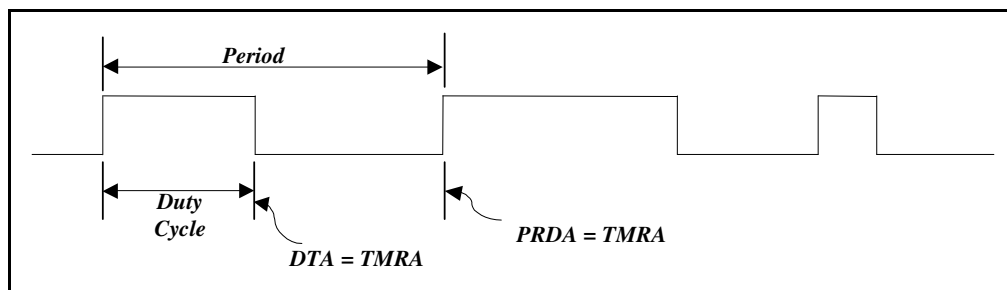 Period
Duty
Cycle
DTA = TMRA
PRDA = TMRA